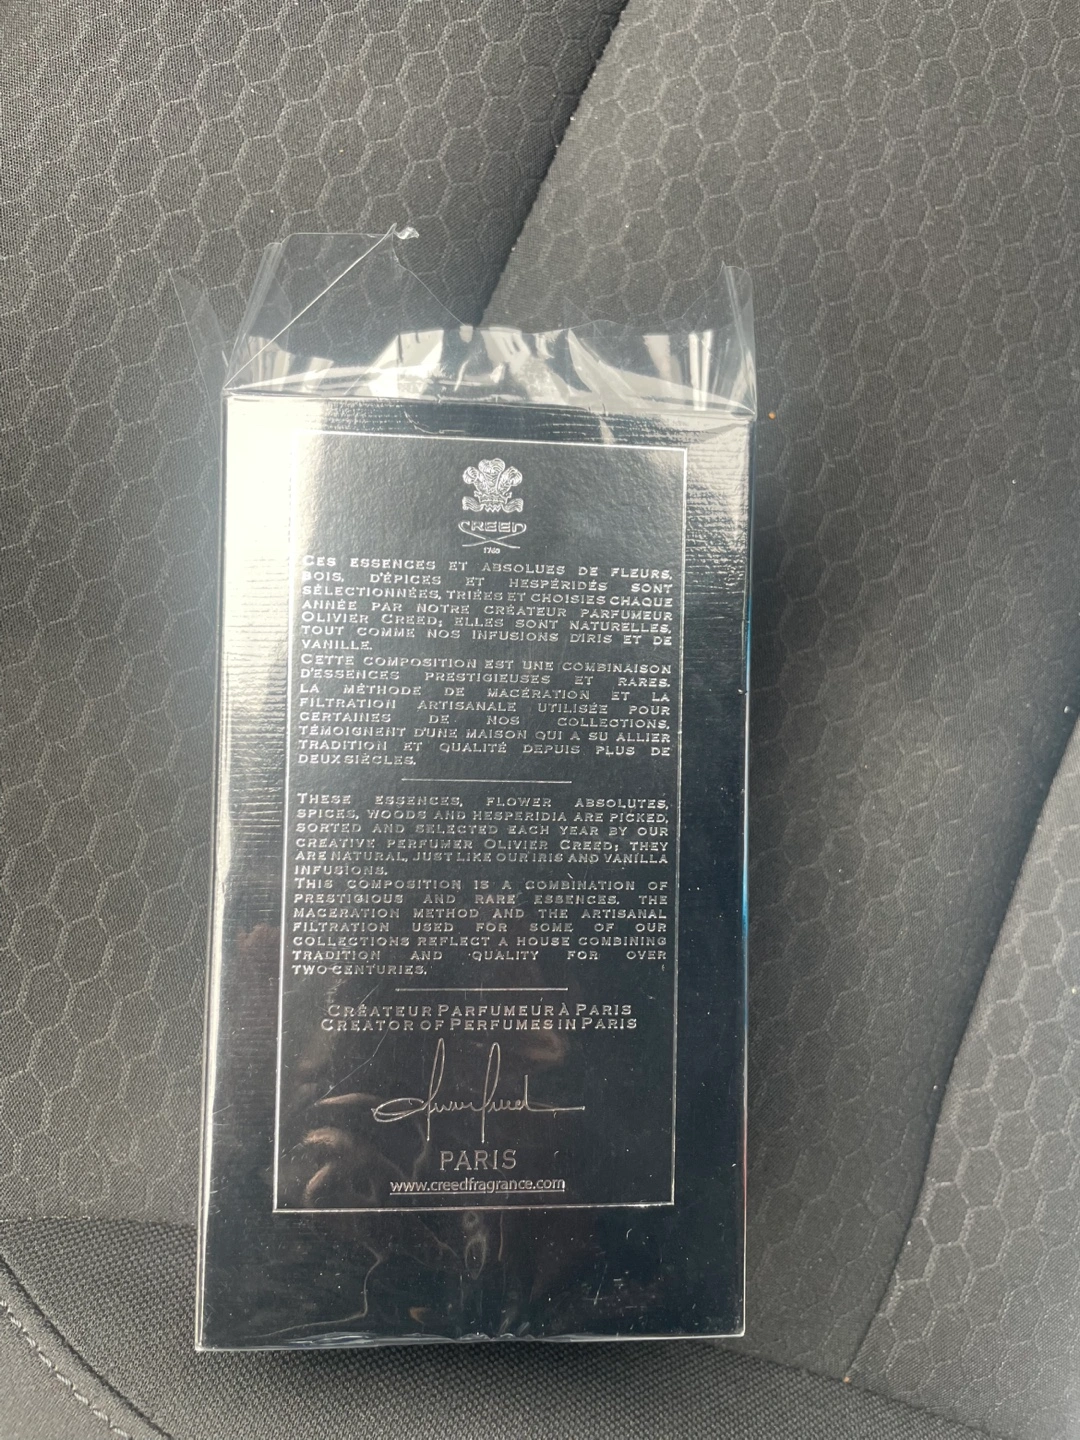 CREED
1760
CES ESSENCES ET ABSOLUES DE FLEURS,
BOIS, D'ÉPICES ET HESPÉRIDÉS SONT
SÉLECTIONNÉES, TRIÉES ET CHOISIES CHAQUE
ANNÉE PAR NOTRE CRÉATEUR PARFUMEUR
OLIVIER CREED; ELLES SONT NATURELLES,
TOUT COMME NOS INFUSIONS D'IRIS ET DE
VANILLE.
CETTE COMPOSITION EST UNE COMBINAISON
D'ESSENCES PRESTIGIEUSES ET RARES.
LA MÉTHODE DE MACÉRATION ET LA
FILTRATION ARTISANALE UTILISÉE POUR
CERTAINES DE NOS COLLECTIONS,
TÉMOIGNENT D'UNE MAISON QUI A SU ALLIER
TRADITION ET QUALITÉ DEPUIS PLUS DE
DEUX SIÈCLES.
THESE ESSENCES, FLOWER ABSOLUTES,
SPICES, WOODS AND HESPERIDIA ARE PICKED,
SORTED AND SELECTED EACH YEAR BY OUR
CREATIVE PERFUMER OLIVIER CREED; THEY
ARE NATURAL, JUST LIKE OUR IRIS AND VANILLA
INFUSIONS.
THIS COMPOSITION IS A COMBINATION OF
PRESTIGIOUS AND RARE ESSENCES. THE
MACERATION METHOD AND THE ARTISANAL
FILTRATION USED FOR SOME OF OUR
COLLECTIONS REFLECT A HOUSE COMBINING
TRADITION AND QUALITY FOR OVER
TWO CENTURIES.
CRÉATEUR PARFUMEUR À PARIS
CREATOR OF PERFUMES IN PARIS
Olivier Creed
PARIS
www.creedfragrance.com